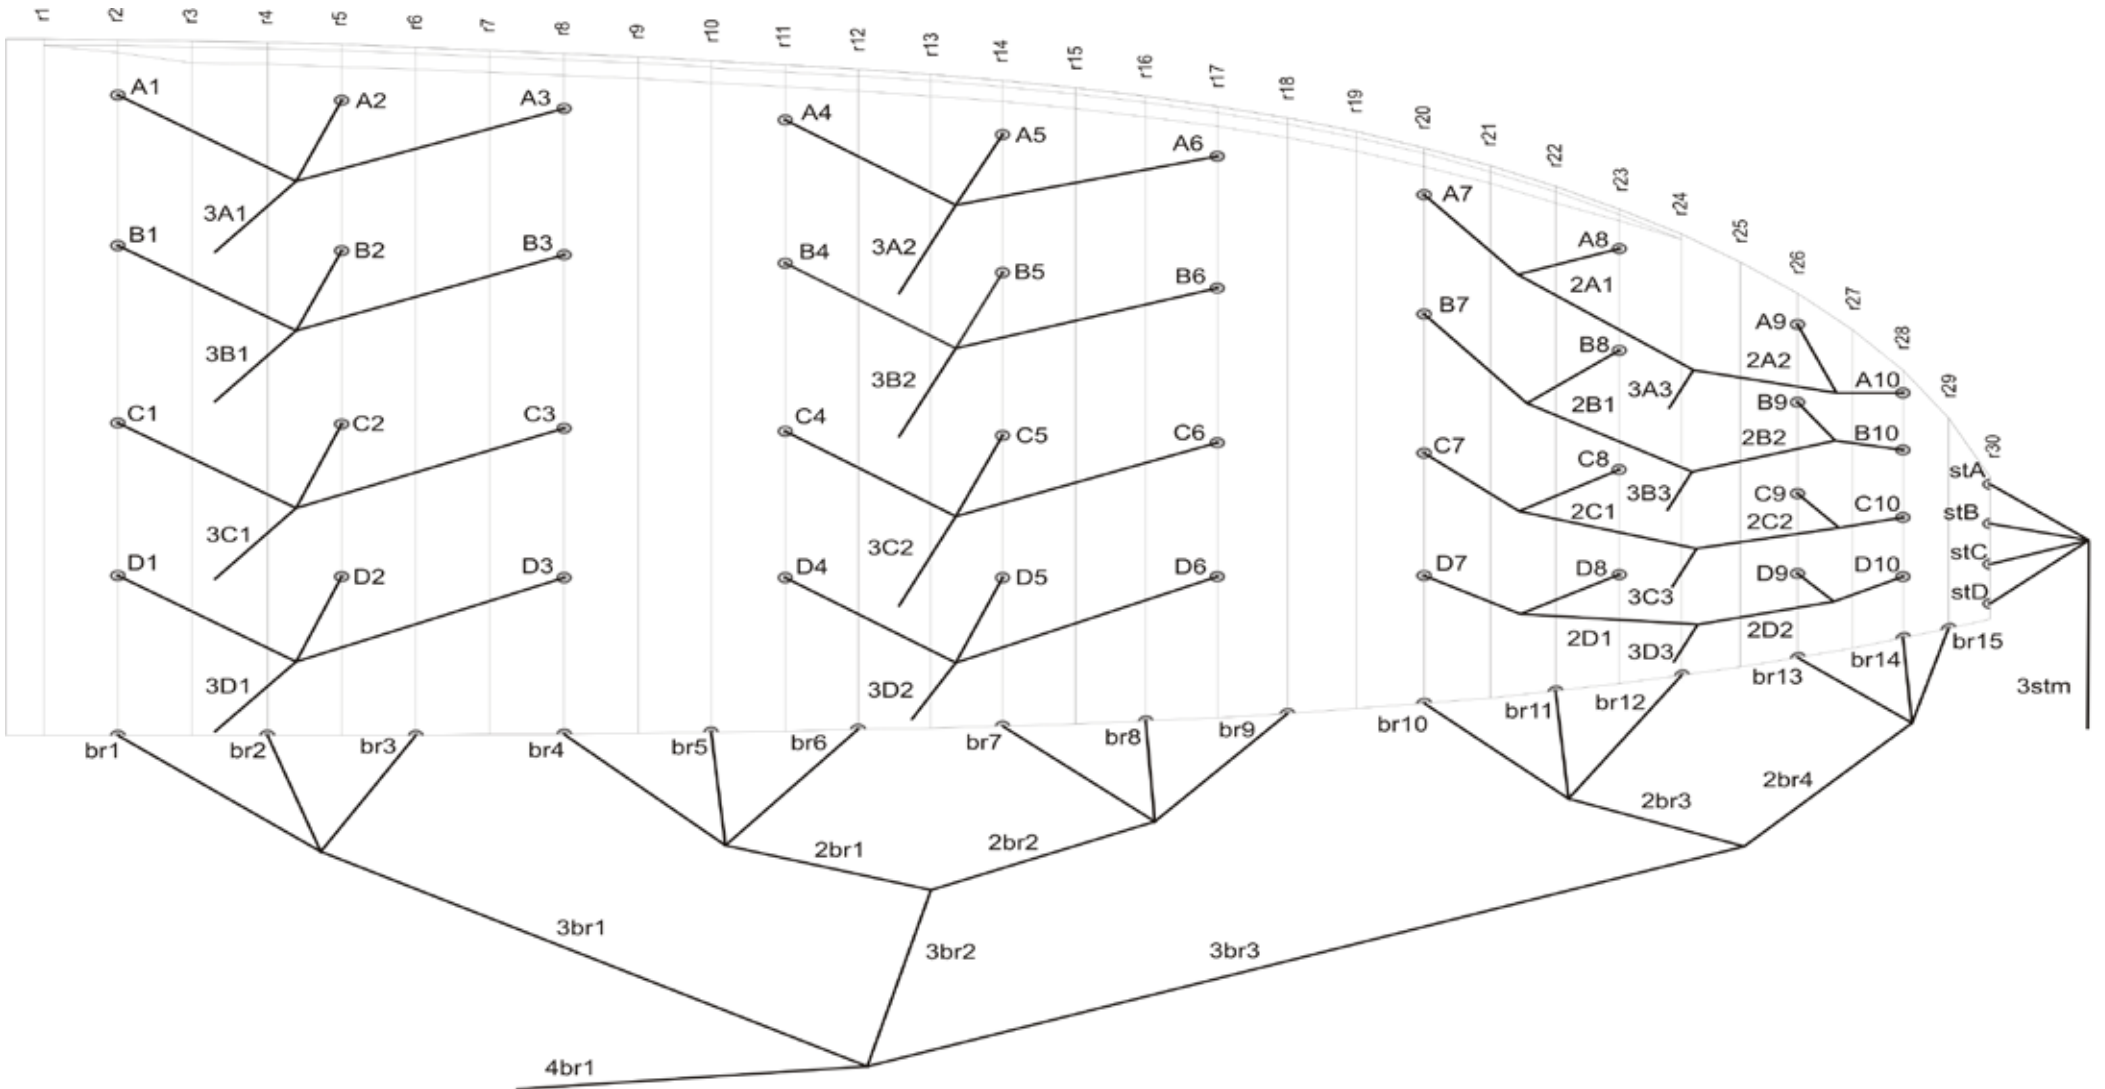 r1 r2 r3 r4 r5 r6 r7 r8 r9 r10 r11 r12 r13 r14 r15 r16 r17 r18 r19 r20 r21 r22 r23 r24 r25 r26 r27 r28 r29 r30
A1 A2 A3 A4 A5 A6 A7 A8 A9 A10
3A1 3A2 2A1 3A3 2A2
B1 B2 B3 B4 B5 B6 B7 B8 B9 B10
3B1 3B2 2B1 3B3 2B2
C1 C2 C3 C4 C5 C6 C7 C8 C9 C10
3C1 3C2 2C1 3C3 2C2
D1 D2 D3 D4 D5 D6 D7 D8 D9 D10
3D1 3D2 2D1 3D3 2D2
stA
stB
stC
stD
3stm
br1 br2 br3 br4 br5 br6 br7 br8 br9 br10 br11 br12 br13 br14 br15
2br1 2br2 2br3 2br4
3br1 3br2 3br3
4br1